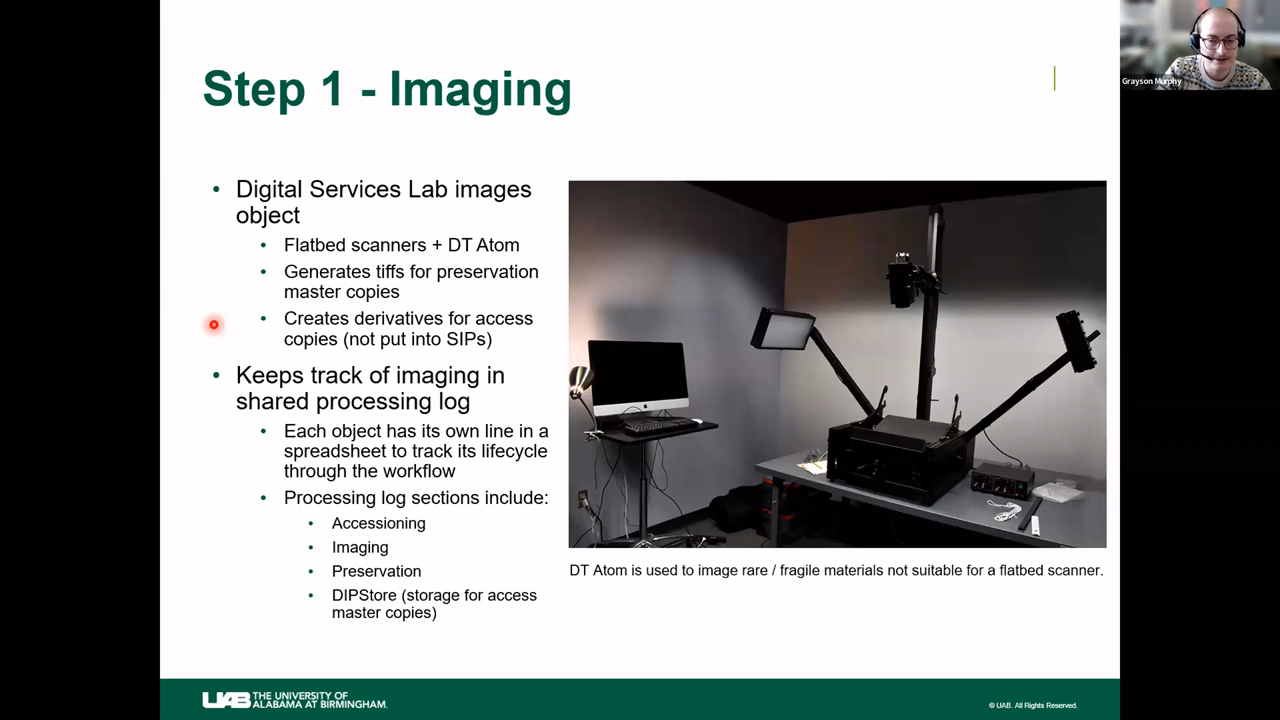 Step 1 - Imaging
Grayson Murphy
• Digital Services Lab images
object
• Flatbed scanners + DT Atom
• Generates tiffs for preservation
master copies
• Creates derivatives for access
copies (not put into SIPs)
• Keeps track of imaging in
shared processing log
• Each object has its own line in a
spreadsheet to track its lifecycle
through the workflow
• Processing log sections include:
• Accessioning
• Imaging
• Preservation
• DIPStore (storage for access
master copies)
DT Atom is used to image rare / fragile materials not suitable for a flatbed scanner.
UAB THE UNIVERSITY OF
ALABAMA AT BIRMINGHAM.
© UAB. All Rights Reserved.